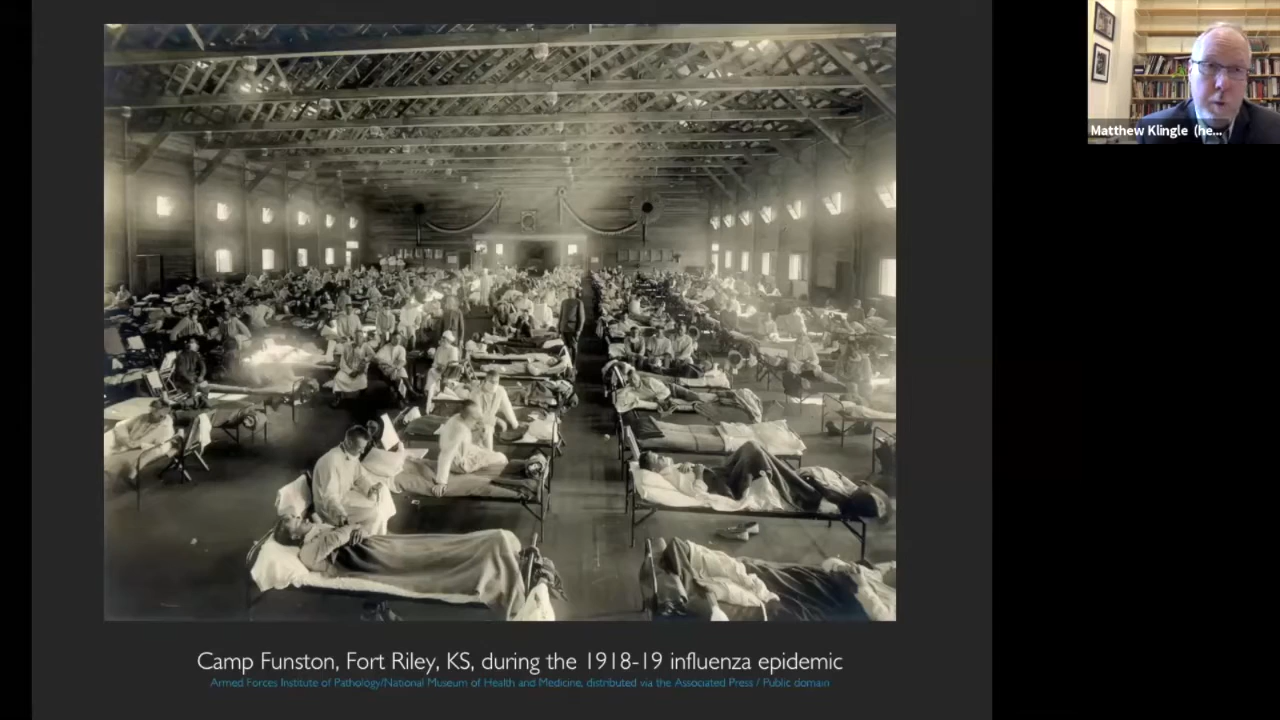 Matthew Klingle (he...
Camp Funston, Fort Riley, KS, during the 1918-19 influenza epidemic
Armed Forces Institute of Pathology/National Museum of Health and Medicine, distributed via the Associated Press / Public domain